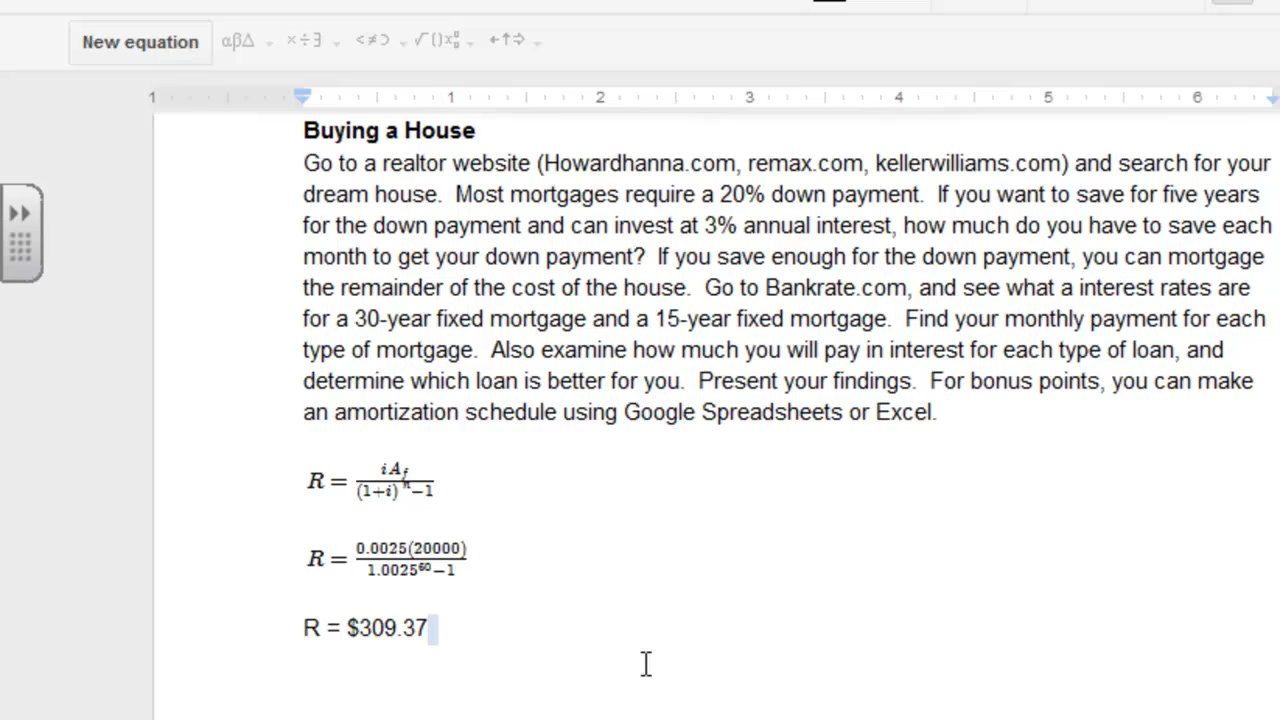 New equation αβΔ ×÷∃ <≠⊃ √()x ←↑⇒
1 1 2 3 4 5 6
Buying a House
Go to a realtor website (Howardhanna.com, remax.com, kellerwilliams.com) and search for your
dream house. Most mortgages require a 20% down payment. If you want to save for five years
for the down payment and can invest at 3% annual interest, how much do you have to save each
month to get your down payment? If you save enough for the down payment, you can mortgage
the remainder of the cost of the house. Go to Bankrate.com, and see what a interest rates are
for a 30-year fixed mortgage and a 15-year fixed mortgage. Find your monthly payment for each
type of mortgage. Also examine how much you will pay in interest for each type of loan, and
determine which loan is better for you. Present your findings. For bonus points, you can make
an amortization schedule using Google Spreadsheets or Excel.
R = iA_f / ((1+i)^n −1)
R = 0.0025(20000) / (1.0025^60 −1)
R = $309.37